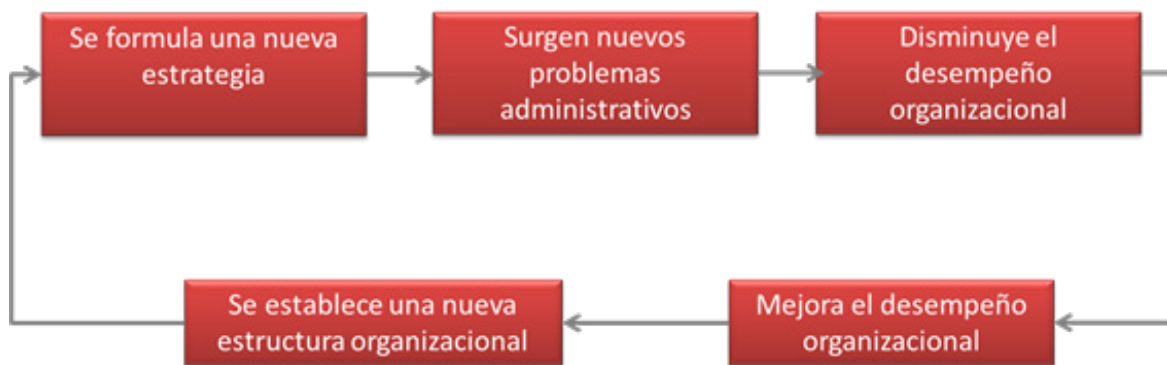 Se formula una nueva
estrategia
Surgen nuevos
problemas
administrativos
Disminuye el
desempeño
organizacional
Se establece una nueva
estructura organizacional
Mejora el desempeño
organizacional